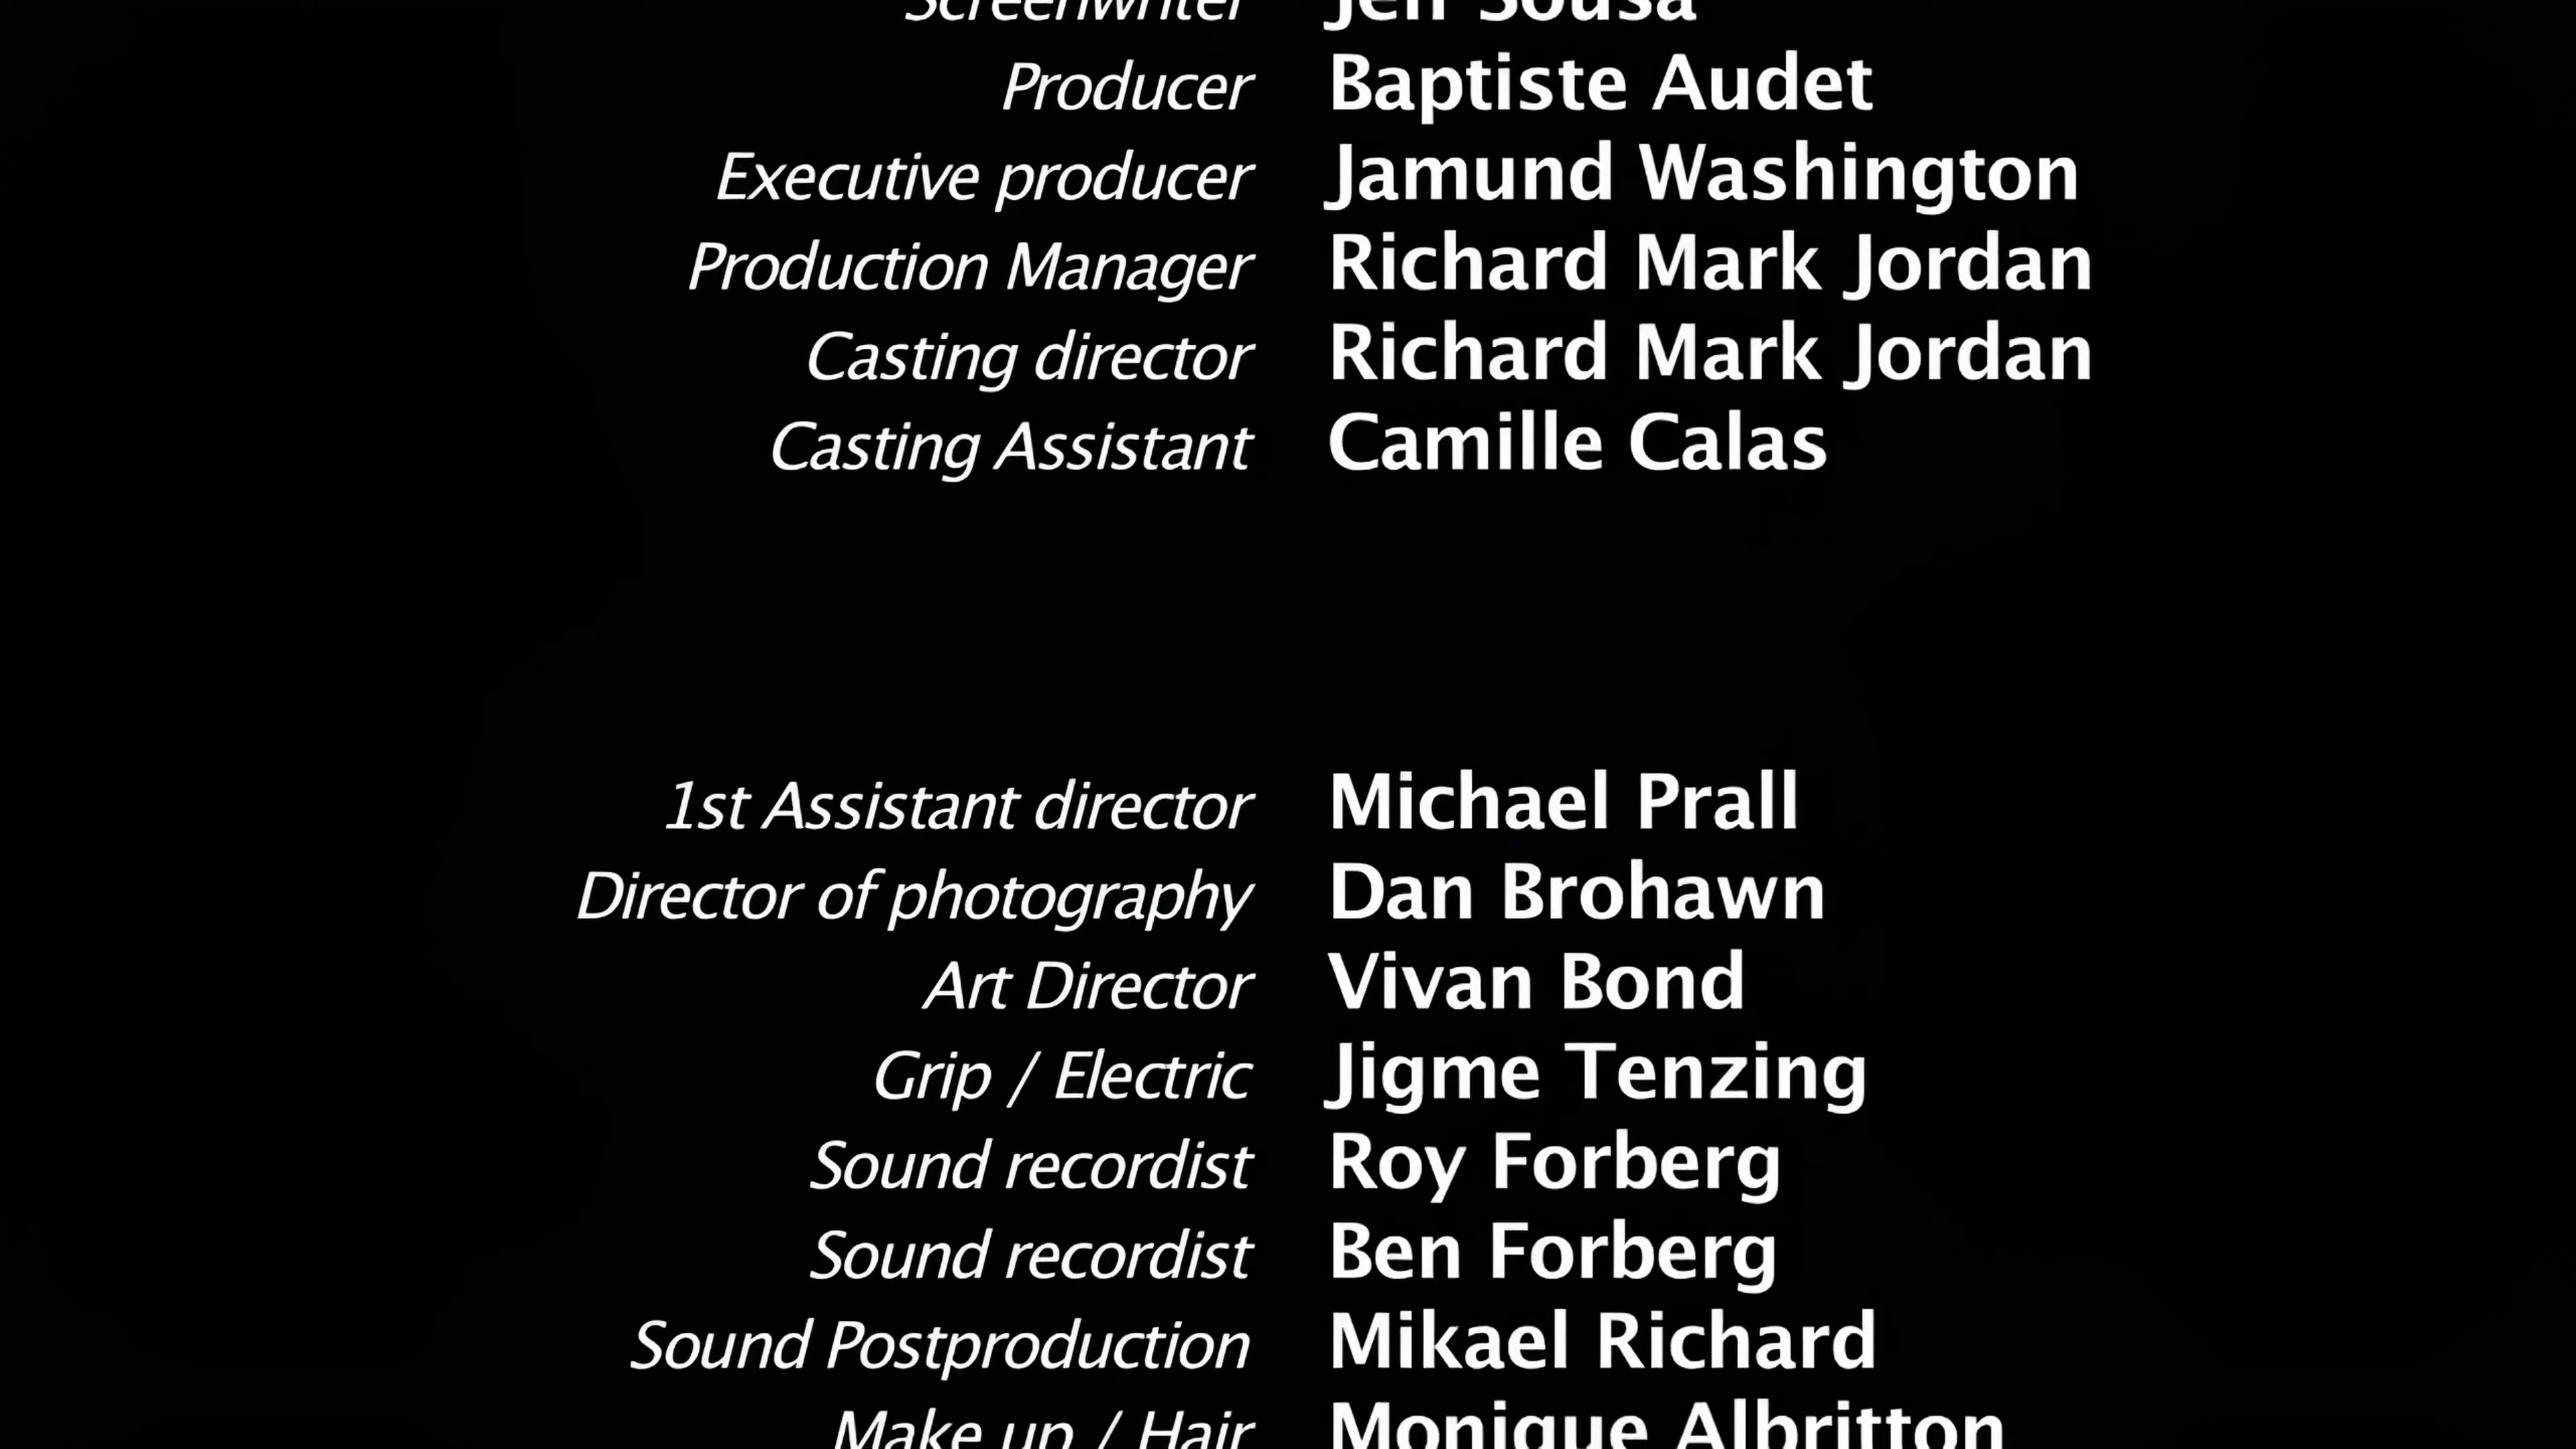 Screenwriter Jen Sousa
Producer Baptiste Audet
Executive producer Jamund Washington
Production Manager Richard Mark Jordan
Casting director Richard Mark Jordan
Casting Assistant Camille Calas
1st Assistant director Michael Prall
Director of photography Dan Brohawn
Art Director Vivan Bond
Grip / Electric Jigme Tenzing
Sound recordist Roy Forberg
Sound recordist Ben Forberg
Sound Postproduction Mikael Richard
Make up / Hair Monique Albritton